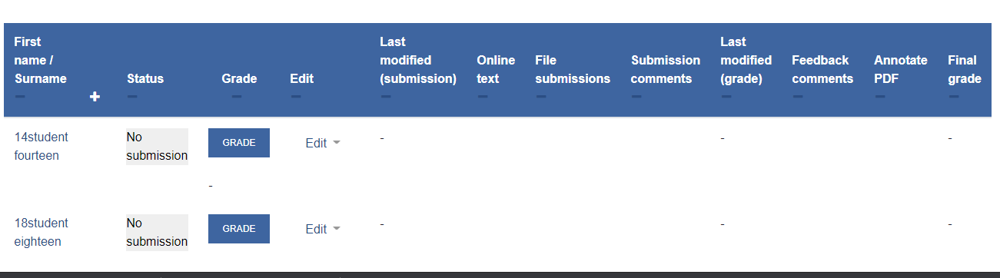 First name / Surname
Status
Grade
Edit
Last modified (submission)
Online text
File submissions
Submission comments
Last modified (grade)
Feedback comments
Annotate PDF
Final grade
14student fourteen
No submission
GRADE
Edit
-
-
-
-
18student eighteen
No submission
GRADE
Edit
-
-
-